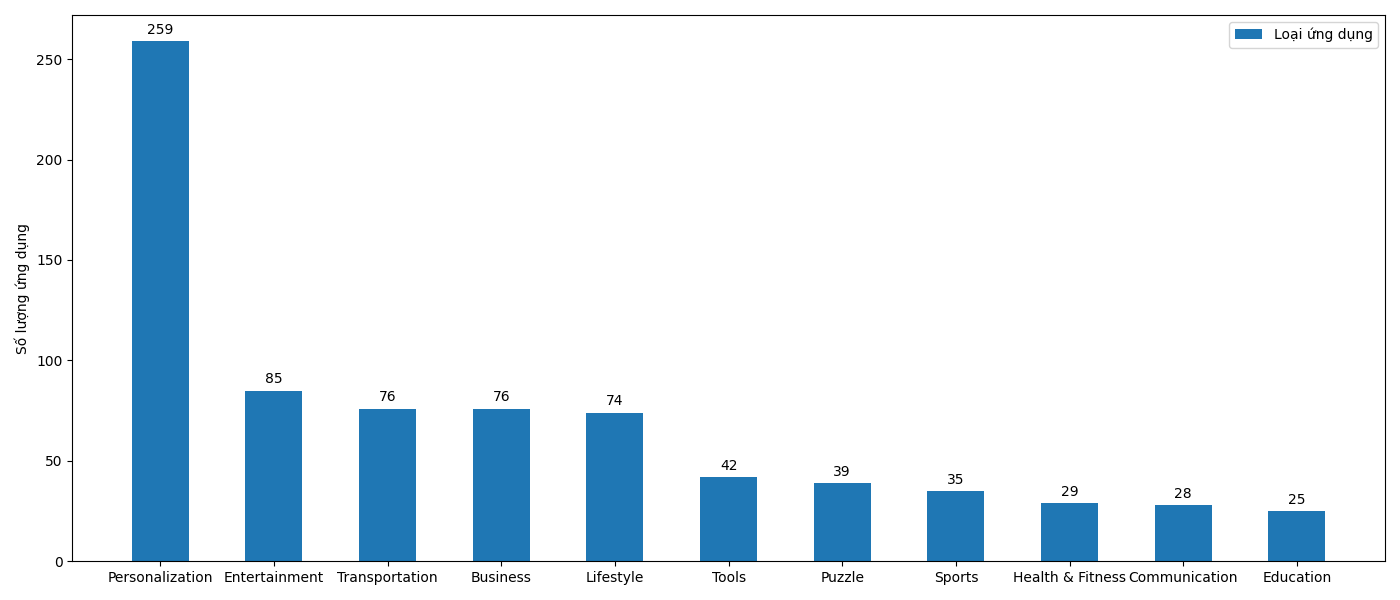 259
Loại ứng dụng
250
200
150
100
50
0
Số lượng ứng dụng
85
76
76
74
42
39
35
29
28
25
Personalization
Entertainment
Transportation
Business
Lifestyle
Tools
Puzzle
Sports
Health & Fitness
Communication
Education